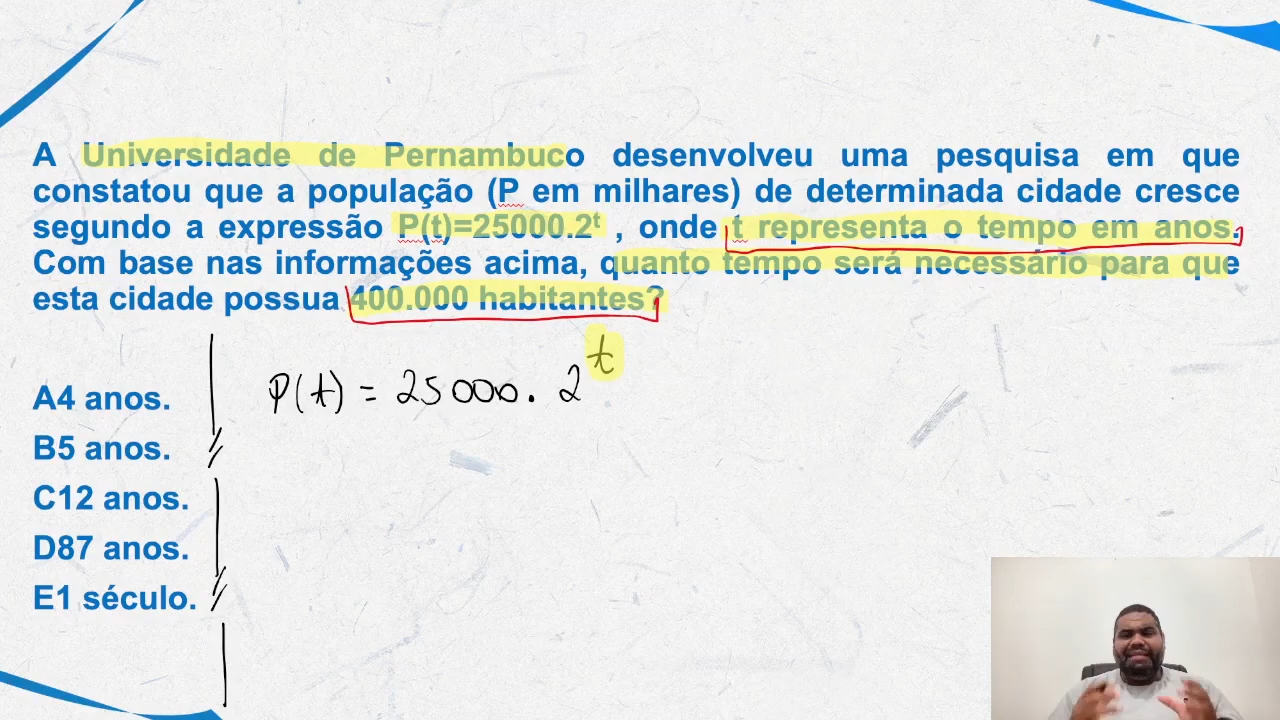 A Universidade de Pernambuco desenvolveu uma pesquisa em que
constatou que a população (P em milhares) de determinada cidade cresce
segundo a expressão P(t)=25000.2ᵗ , onde t representa o tempo em anos.
Com base nas informações acima, quanto tempo será necessário para que
esta cidade possua 400.000 habitantes?
P(t) = 25000. 2ᵗ
A4 anos.
B5 anos.
C12 anos.
D87 anos.
E1 século.